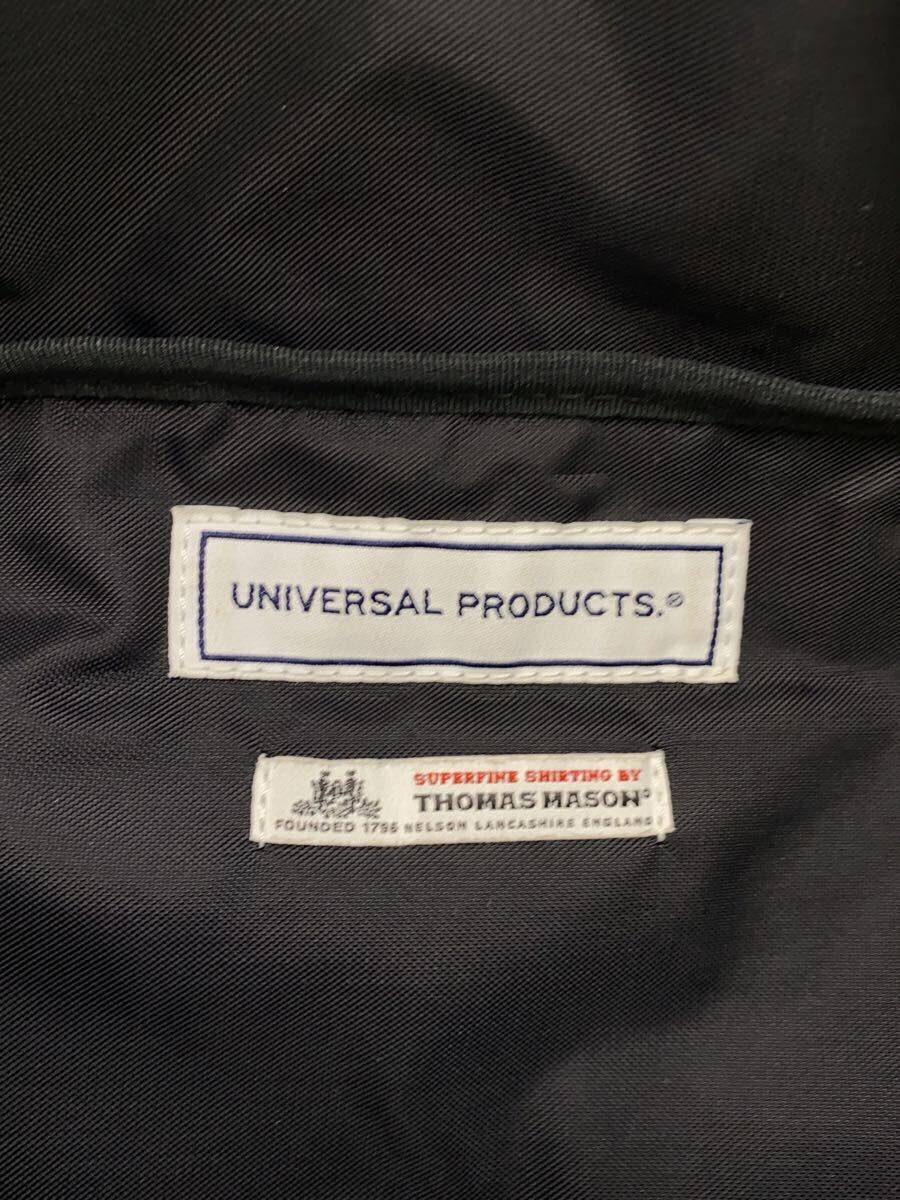 UNIVERSAL PRODUCTS.®
SUPERFINE SHIRTING BY
THOMAS MASON®
FOUNDED 1796 NELSON LANCASHIRE ENGLAND